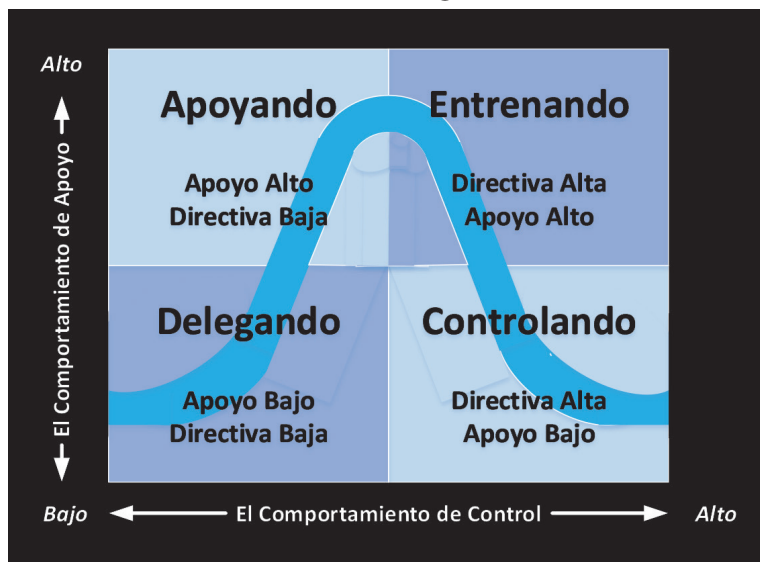 Alto
Apoyando
Entrenando
Apoyo Alto
Directiva Baja
Directiva Alta
Apoyo Alto
El Comportamiento de Apoyo
Delegando
Controlando
Apoyo Bajo
Directiva Baja
Directiva Alta
Apoyo Bajo
Bajo
El Comportamiento de Control
Alto